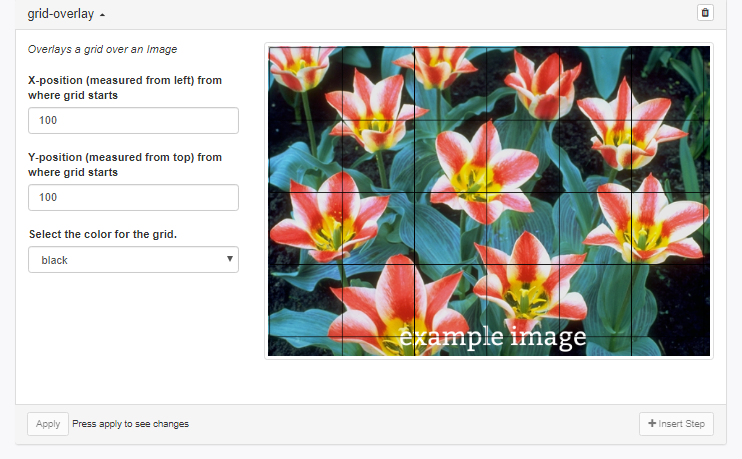 grid-overlay
Overlays a grid over an Image
X-position (measured from left) from
where grid starts
100
Y-position (measured from top) from
where grid starts
100
Select the color for the grid.
black
example image
Apply Press apply to see changes
Insert Step